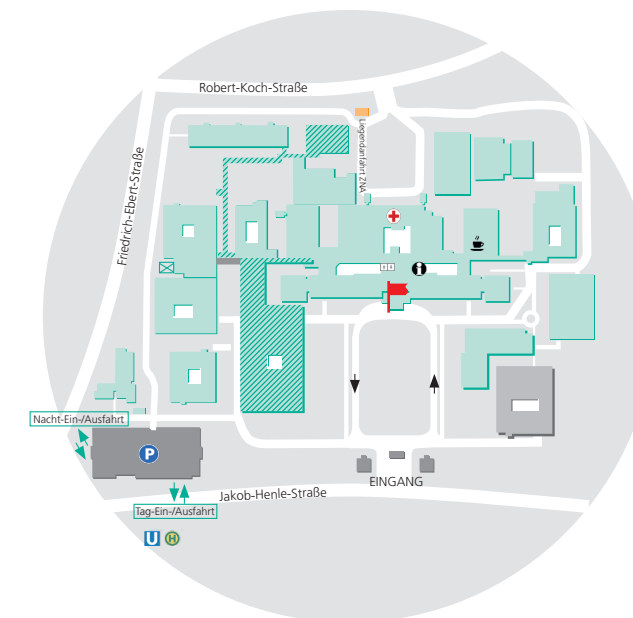 Robert-Koch-Straße
Liegendanfahrt ZNA
Friedrich-Ebert-Straße
Nacht-Ein-/Ausfahrt
P
EINGANG
Jakob-Henle-Straße
Tag-Ein-/Ausfahrt
U H